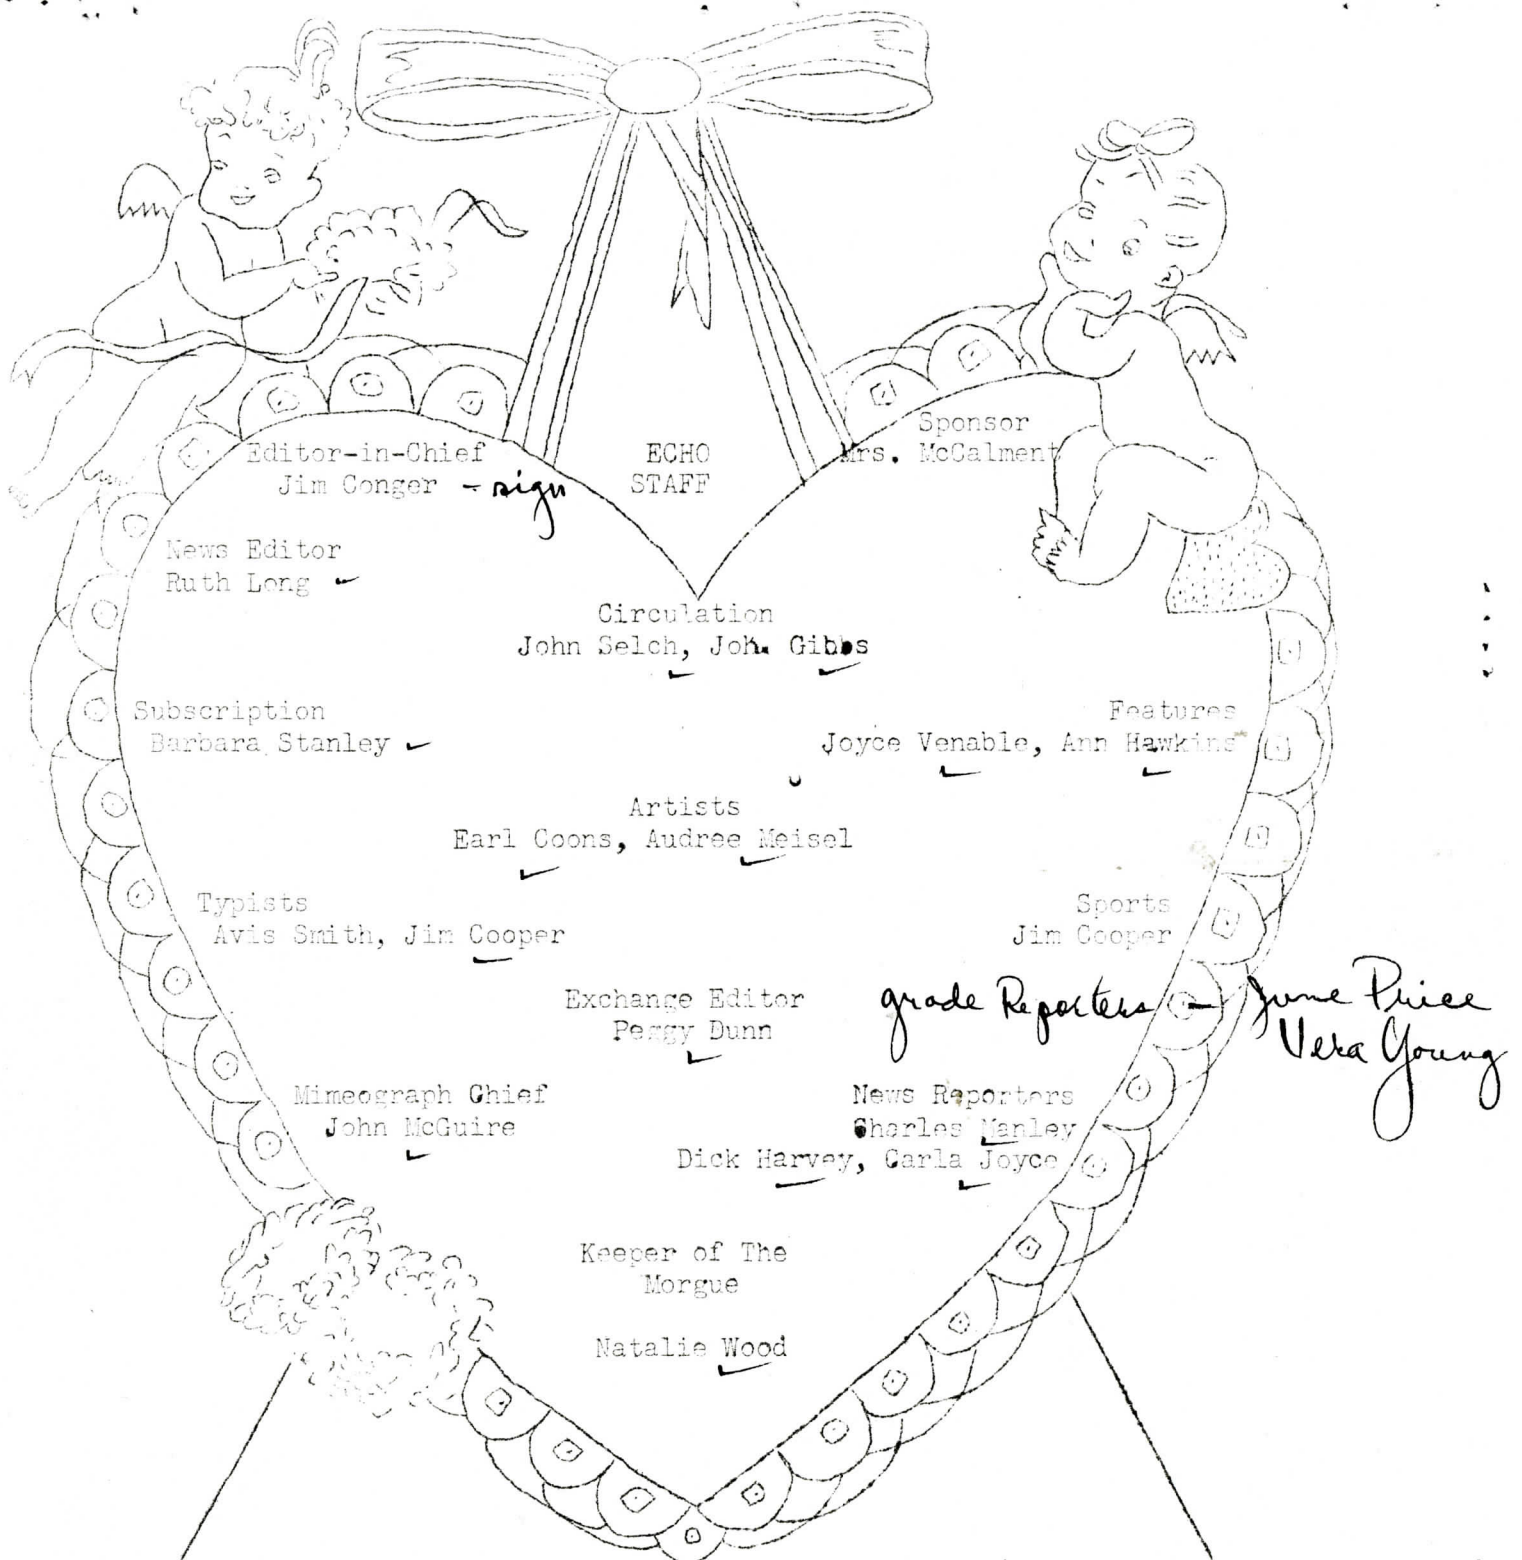 Editor-in-Chief
Jim Conger - sign
ECHO
STAFF
Sponsor
Mrs. McCalment
News Editor
Ruth Long
Circulation
John Selch, Gibbs
Subscription
Barbara Stanley
Features
Joyce Venable, Ann Hawkins
Artists
Earl Coons, Audree Meisel
Typists
Avis Smith, Jim Cooper
Sports
Jim Cooper
Exchange Editor
Peggy Dunn
grade Reporters - June Price
Vera Young
Mimeograph Chief
John McGuire
News Reporters
Charles Manley
Dick Harvey, Carla Joyce
Keeper of The
Morgue
Natalie Wood